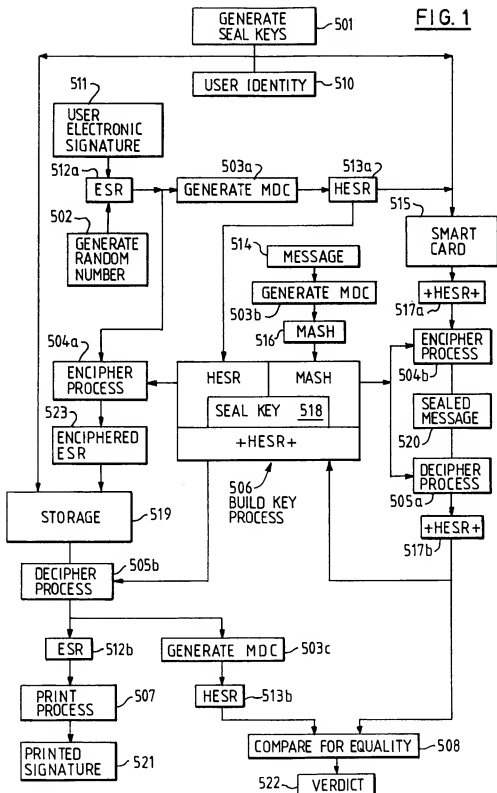 FIG. 1
GENERATE
SEAL KEYS
501
USER IDENTITY
510
511
USER
ELECTRONIC
SIGNATURE
512a
ESR
503a
GENERATE MDC
513a
HESR
502
GENERATE
RANDOM
NUMBER
515
SMART
CARD
514
MESSAGE
GENERATE MDC
503b
516
MASH
+HESR+
517a
504a
ENCIPHER
PROCESS
HESR
MASH
SEAL KEY
518
+HESR+
506
BUILD KEY
PROCESS
ENCIPHER
PROCESS
504b
SEALED
MESSAGE
520
DECIPHER
PROCESS
505a
+HESR+
517b
523
ENCIPHERED
ESR
STORAGE
519
DECIPHER
PROCESS
505b
ESR
512b
GENERATE MDC
503c
PRINT
PROCESS
507
HESR
513b
PRINTED
SIGNATURE
521
COMPARE FOR EQUALITY
508
522
VERDICT